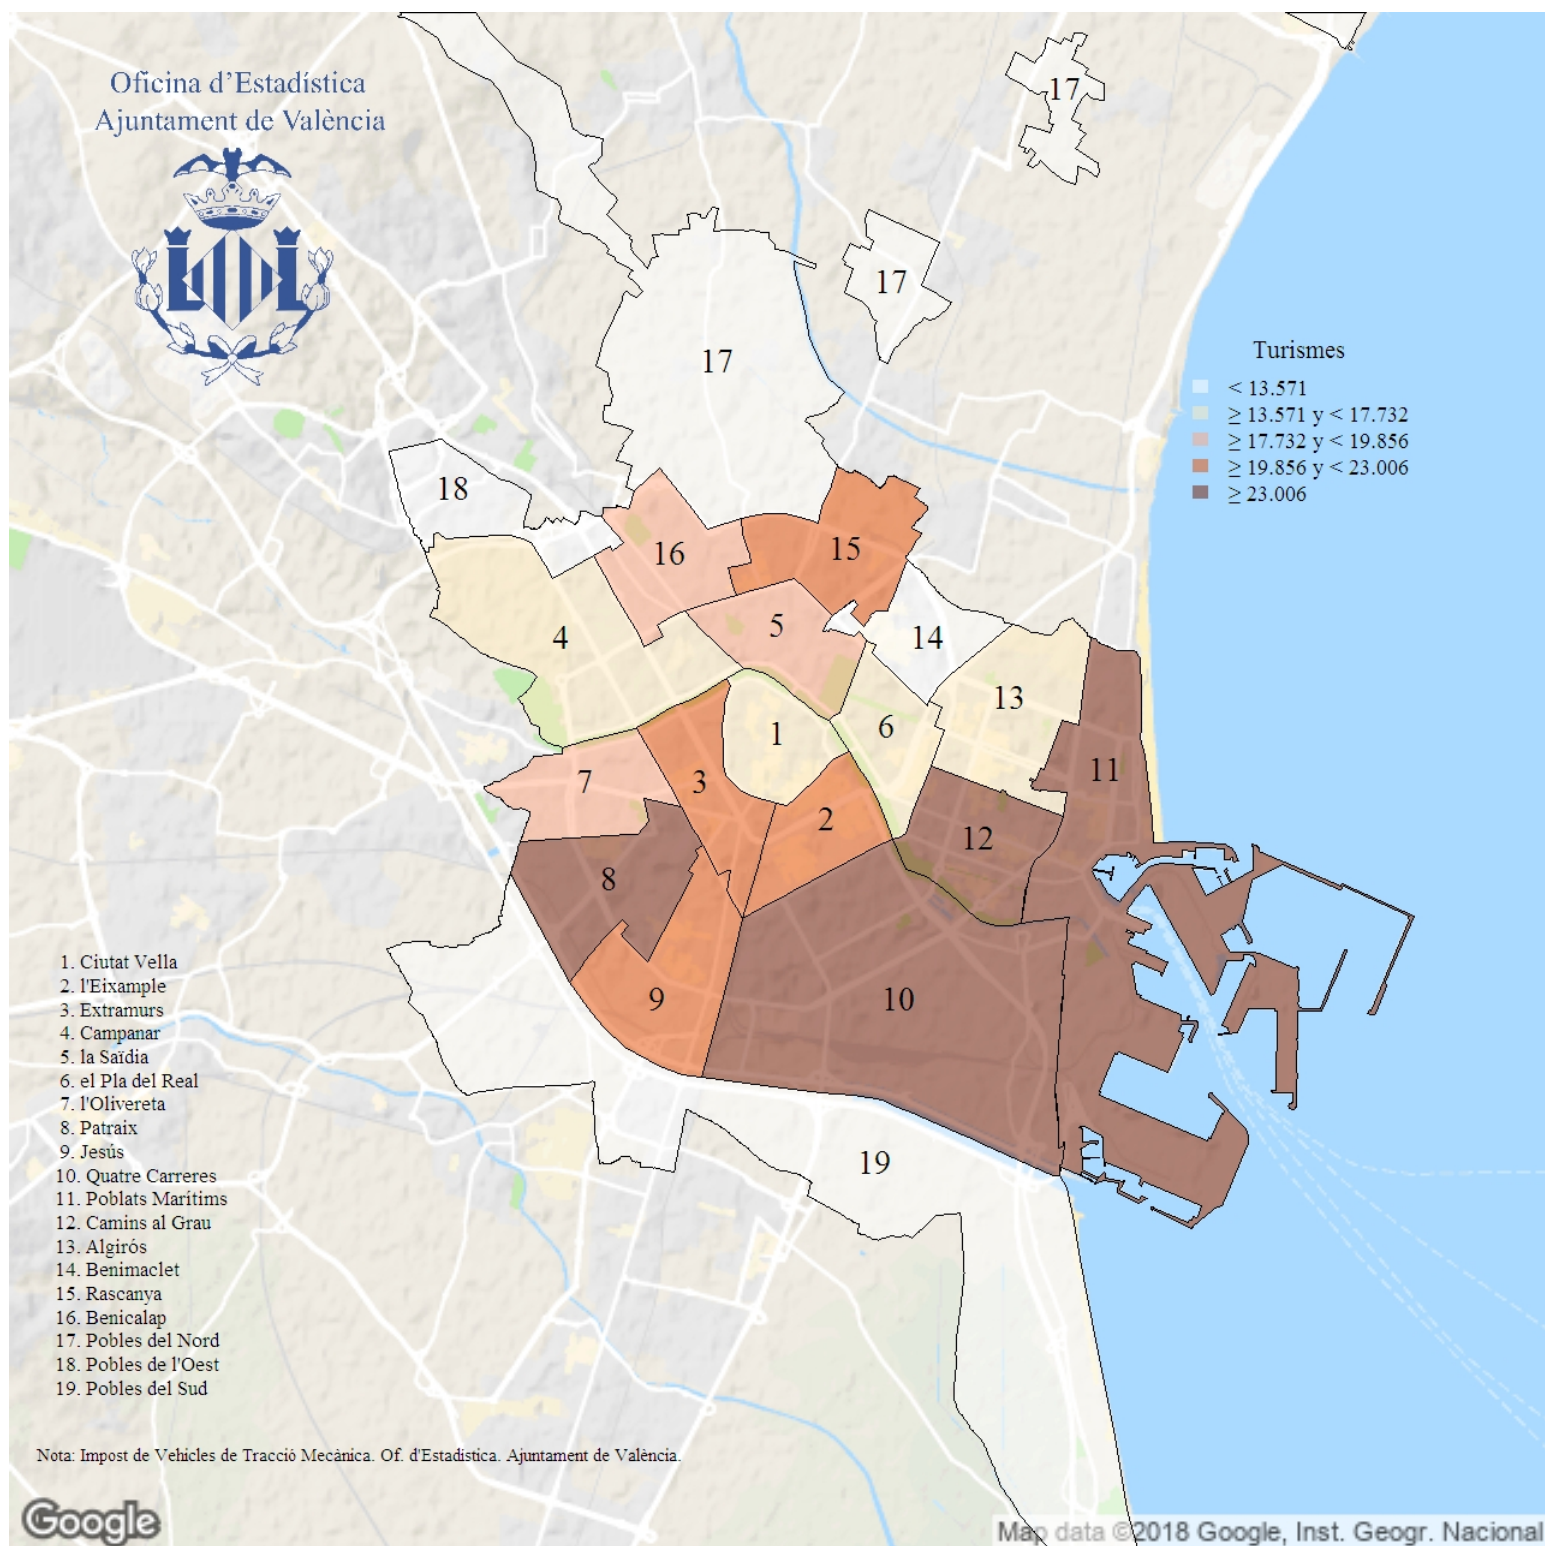 Oficina d'Estadística
Ajuntament de València
17
17
17
Turismes
< 13.571
≥ 13.571 y < 17.732
≥ 17.732 y < 19.856
≥ 19.856 y < 23.006
≥ 23.006
18
16
15
5
4
14
13
6
1
11
7
3
2
12
8
9
10
19
1. Ciutat Vella
2. l'Eixample
3. Extramurs
4. Campanar
5. la Saïdia
6. el Pla del Real
7. l'Olivereta
8. Patraix
9. Jesús
10. Quatre Carreres
11. Poblats Marítims
12. Camins al Grau
13. Algirós
14. Benimaclet
15. Rascanya
16. Benicalap
17. Pobles del Nord
18. Pobles de l'Oest
19. Pobles del Sud
Nota: Impost de Vehicles de Tracció Mecànica. Of. d'Estadística. Ajuntament de València.
Google
Map data ©2018 Google, Inst. Geogr. Nacional